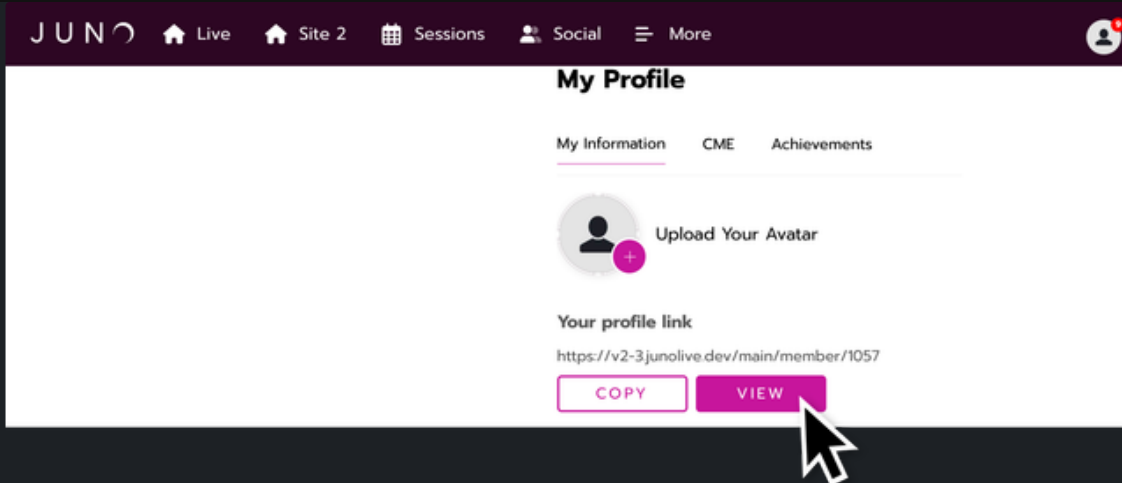 JUNO Live Site 2 Sessions Social More 9
My Profile
My Information CME Achievements
Upload Your Avatar
Your profile link
https://v2-3.junolive.dev/main/member/1057
COPY VIEW